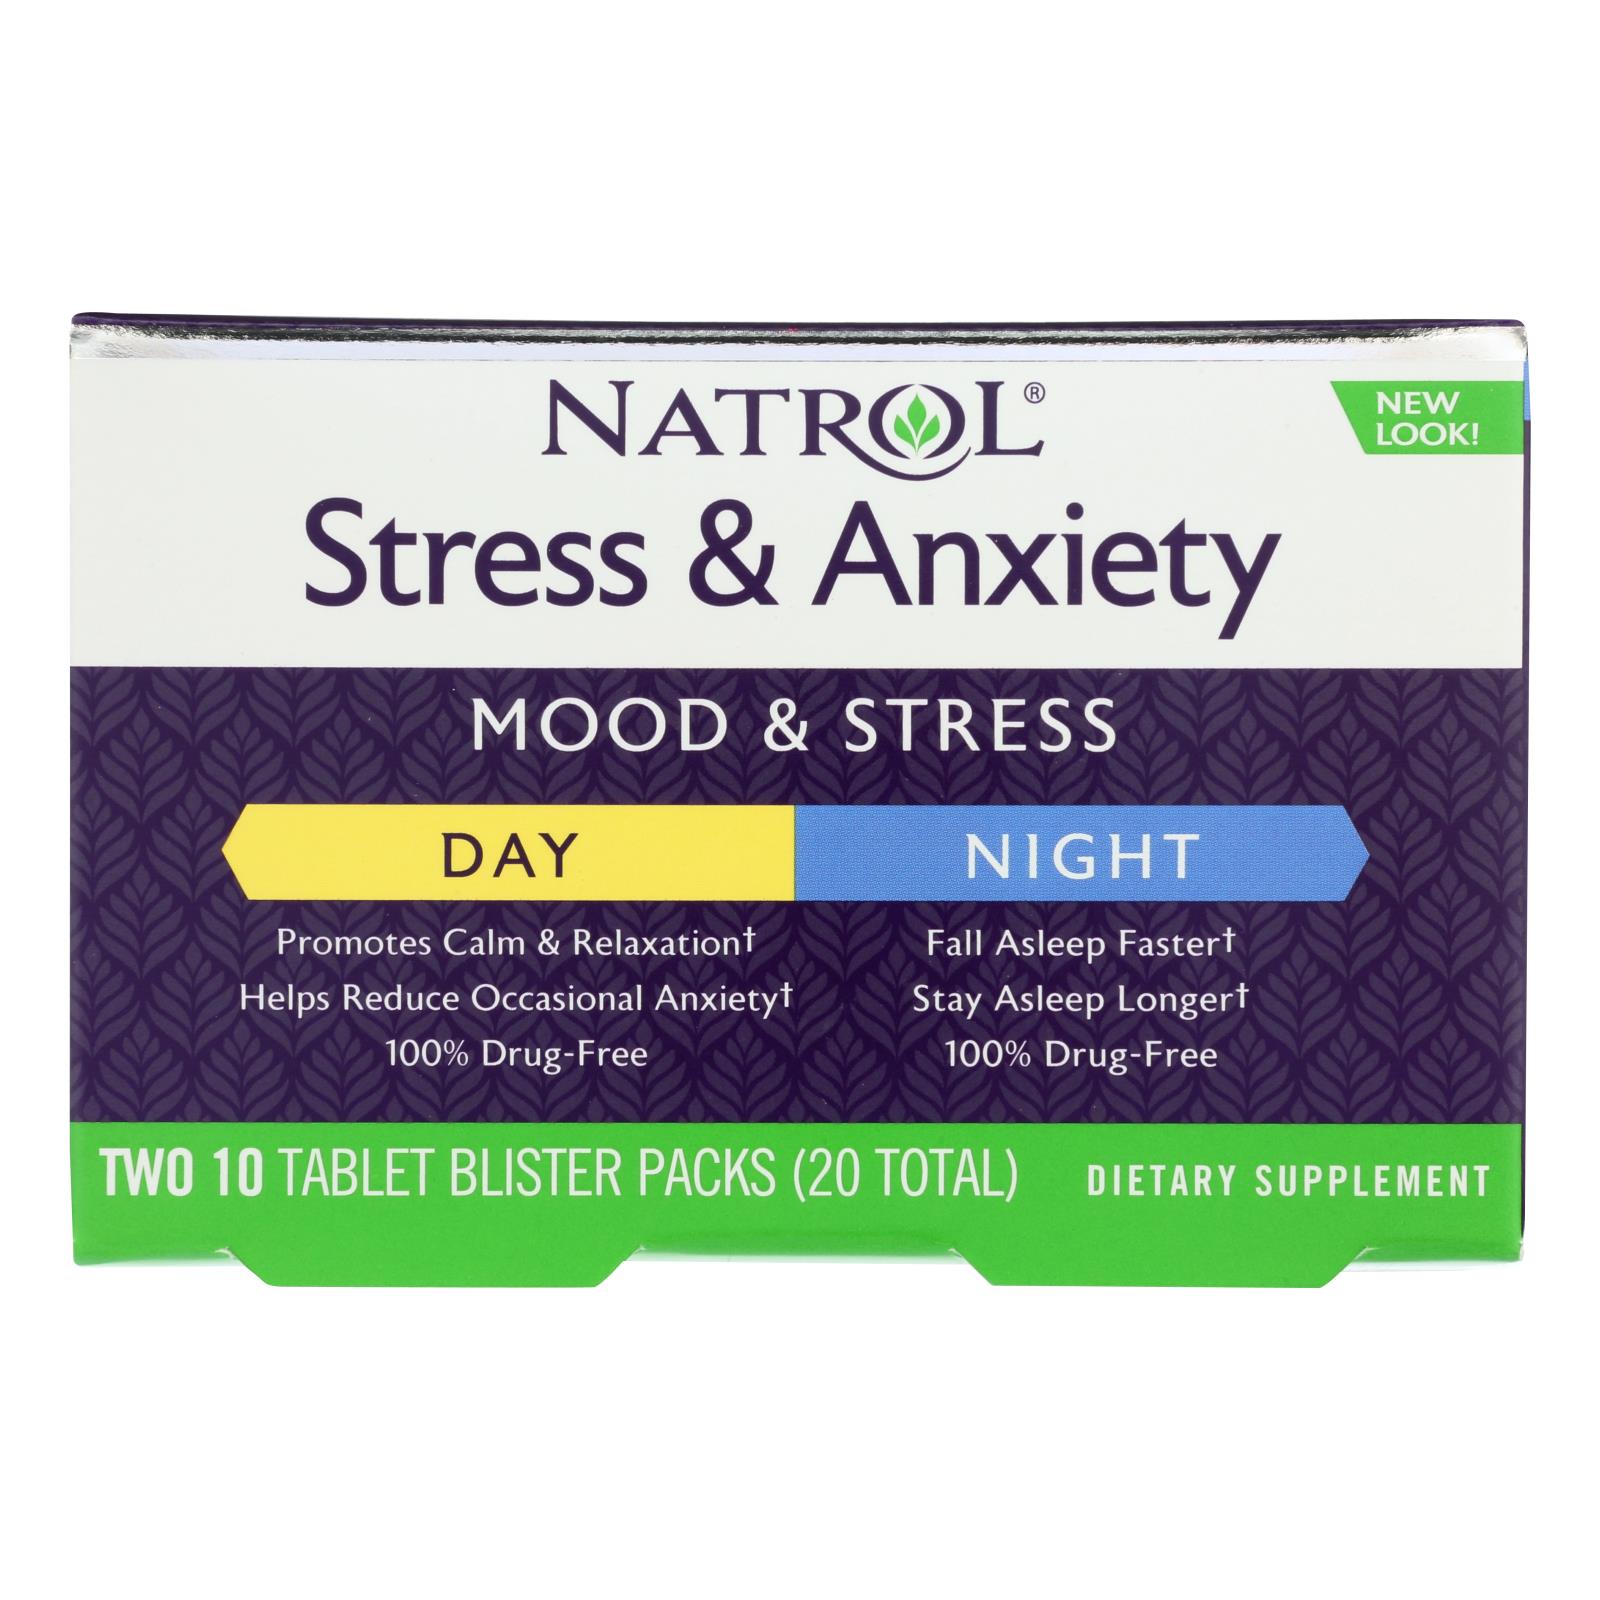 NATROL®
NEW
LOOK!
Stress & Anxiety
MOOD & STRESS
DAY
Promotes Calm & Relaxation†
Helps Reduce Occasional Anxiety†
100% Drug-Free
NIGHT
Fall Asleep Faster†
Stay Asleep Longer†
100% Drug-Free
TWO 10 TABLET BLISTER PACKS (20 TOTAL)
DIETARY SUPPLEMENT